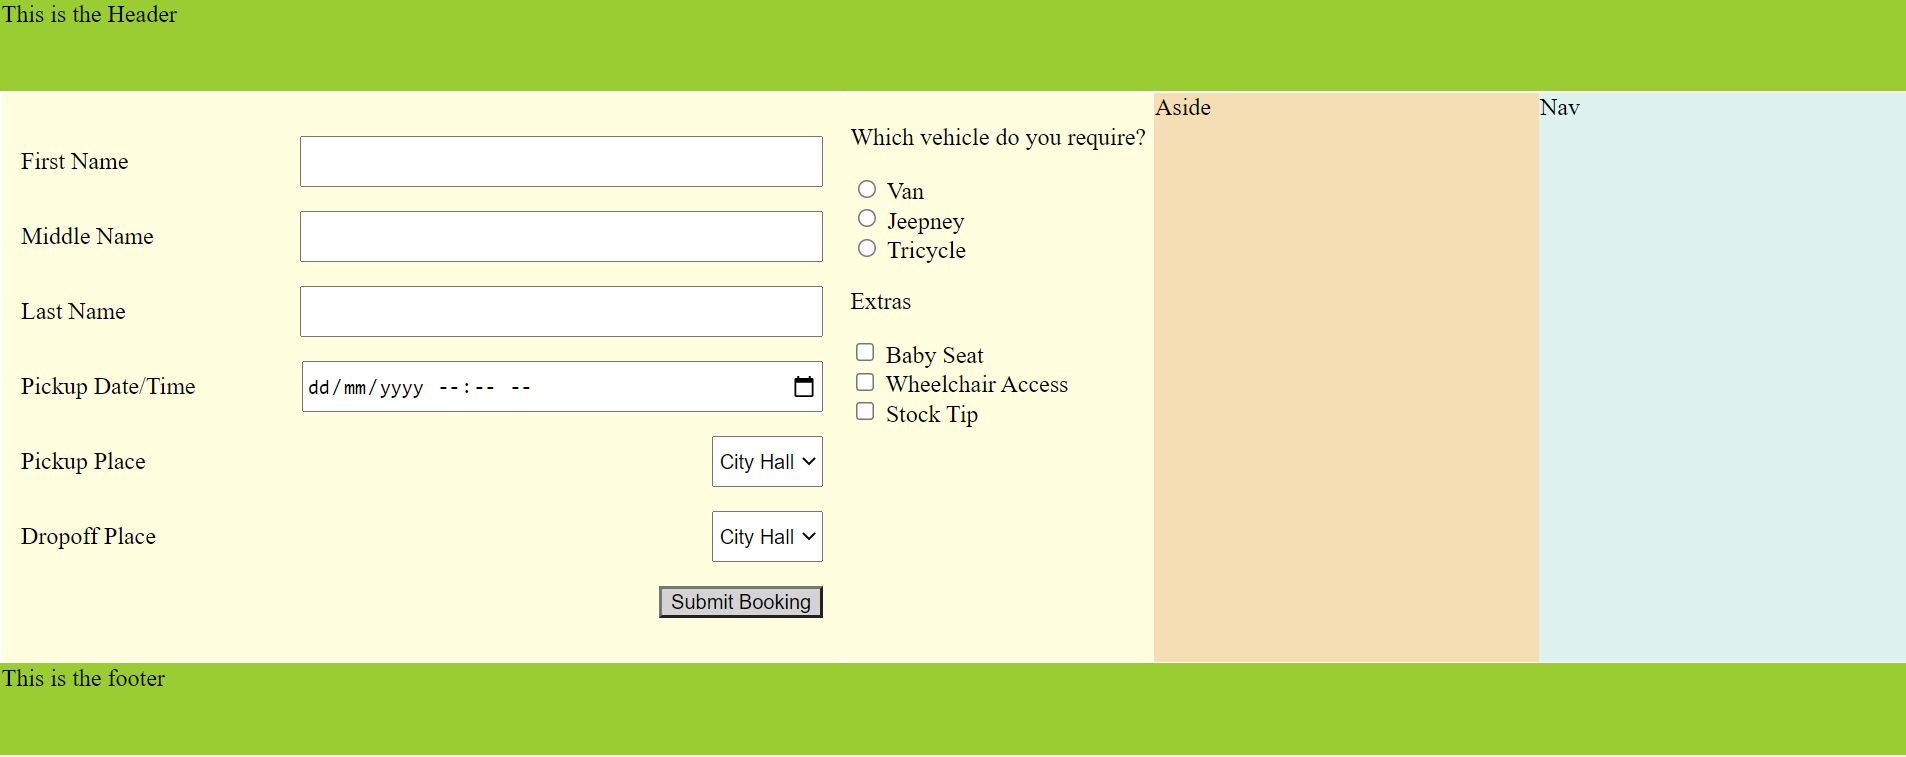 This is the Header
First Name
Middle Name
Last Name
Pickup Date/Time
dd/mm/yyyy --:-- --
Pickup Place
City Hall
Dropoff Place
City Hall
Submit Booking
Which vehicle do you require?
Van
Jeepney
Tricycle
Extras
Baby Seat
Wheelchair Access
Stock Tip
Aside
Nav
This is the footer